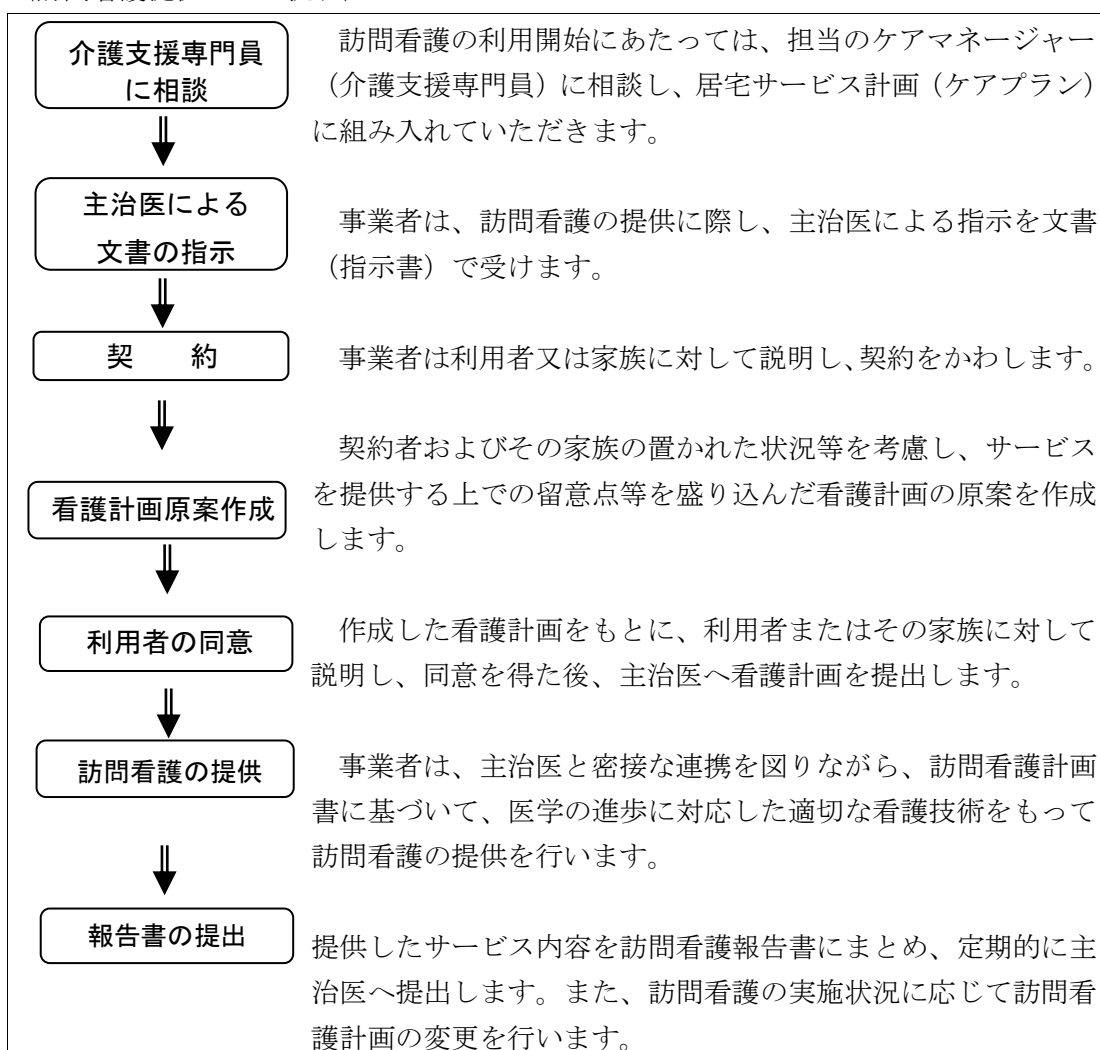 介護支援専門員
に相談
訪問看護の利用開始にあたっては、担当のケアマネージャー
（介護支援専門員）に相談し、居宅サービス計画（ケアプラン）
に組み入れていただきます。
主治医による
文書の指示
事業者は、訪問看護の提供に際し、主治医による指示を文書
（指示書）で受けます。
契　　約
事業者は利用者又は家族に対して説明し、契約をかわします。
看護計画原案作成
契約者およびその家族の置かれた状況等を考慮し、サービス
を提供する上での留意点等を盛り込んだ看護計画の原案を作成
します。
利用者の同意
作成した看護計画をもとに、利用者またはその家族に対して
説明し、同意を得た後、主治医へ看護計画を提出します。
訪問看護の提供
事業者は、主治医と密接な連携を図りながら、訪問看護計画
書に基づいて、医学の進歩に対応した適切な看護技術をもって
訪問看護の提供を行います。
報告書の提出
提供したサービス内容を訪問看護報告書にまとめ、定期的に主
治医へ提出します。また、訪問看護の実施状況に応じて訪問看
護計画の変更を行います。